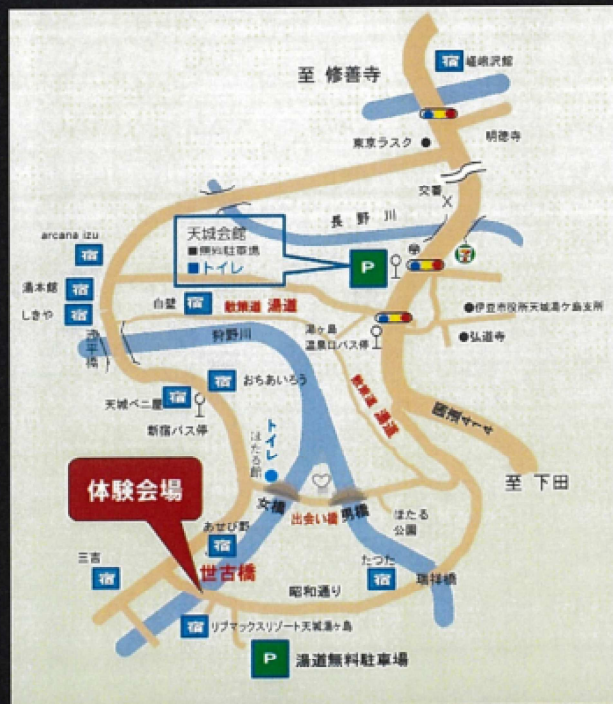 宿
嵯峨沢館
至 修善寺
東京ラスク
明徳寺
交番
長野川
天城会館
■無料駐車場
■トイレ
P
7
arcana izu
宿
湯本館
宿
しきや
宿
白壁
宿
散策道 湯道
狩野川
湯ヶ島
温泉口バス停
●伊豆市役所天城湯ケ島支所
●弘道寺
宿
おちあいろう
天城ベニ屋
宿
新宿バス停
散策道 湯道
国道414
至 下田
トイレ
ほたる館
体験会場
女橋
出会い橋
男橋
ほたる
公園
あせび野
宿
世古橋
三吉
宿
たつた
宿
瑞祥橋
昭和通り
宿
リブマックスリゾート天城湯ヶ島
P
湯道無料駐車場